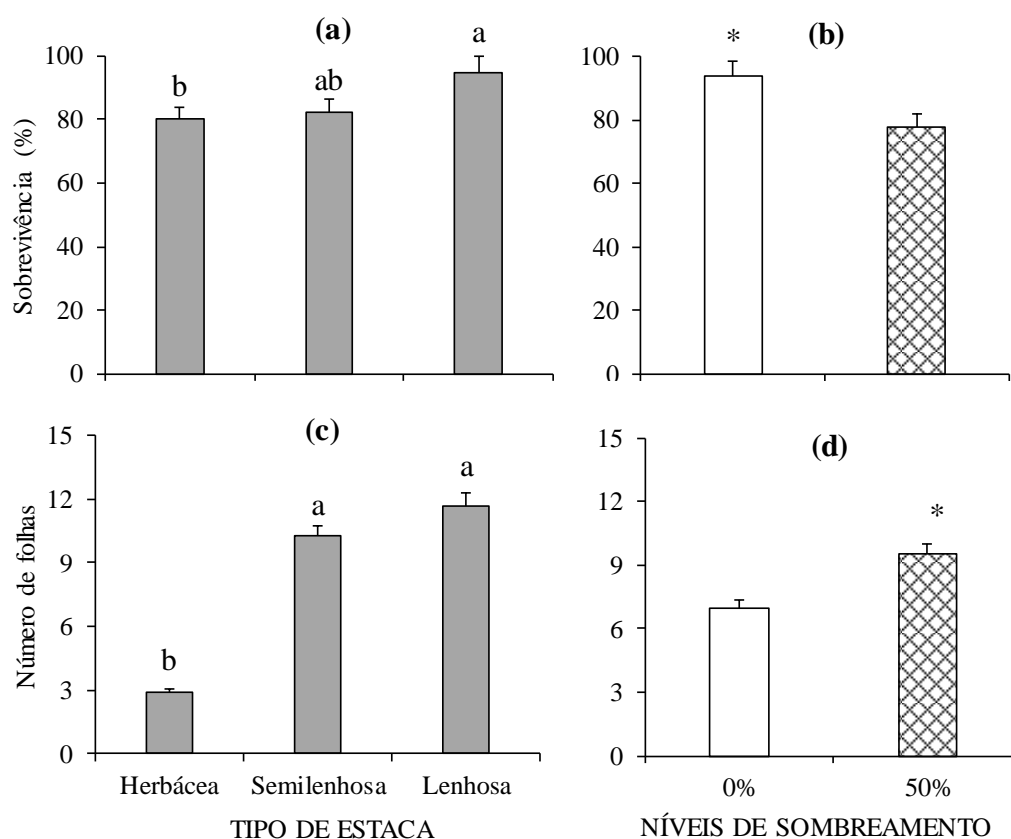 (a)
100
80
60
40
20
0
Sobrevivência (%)
b
ab
a
(b)
100
80
60
40
20
0
*
(c)
15
12
9
6
3
0
Número de folhas
b
a
a
Herbácea Semilenhosa Lenhosa
TIPO DE ESTACA
(d)
15
12
9
6
3
0
*
0% 50%
NÍVEIS DE SOMBREAMENTO